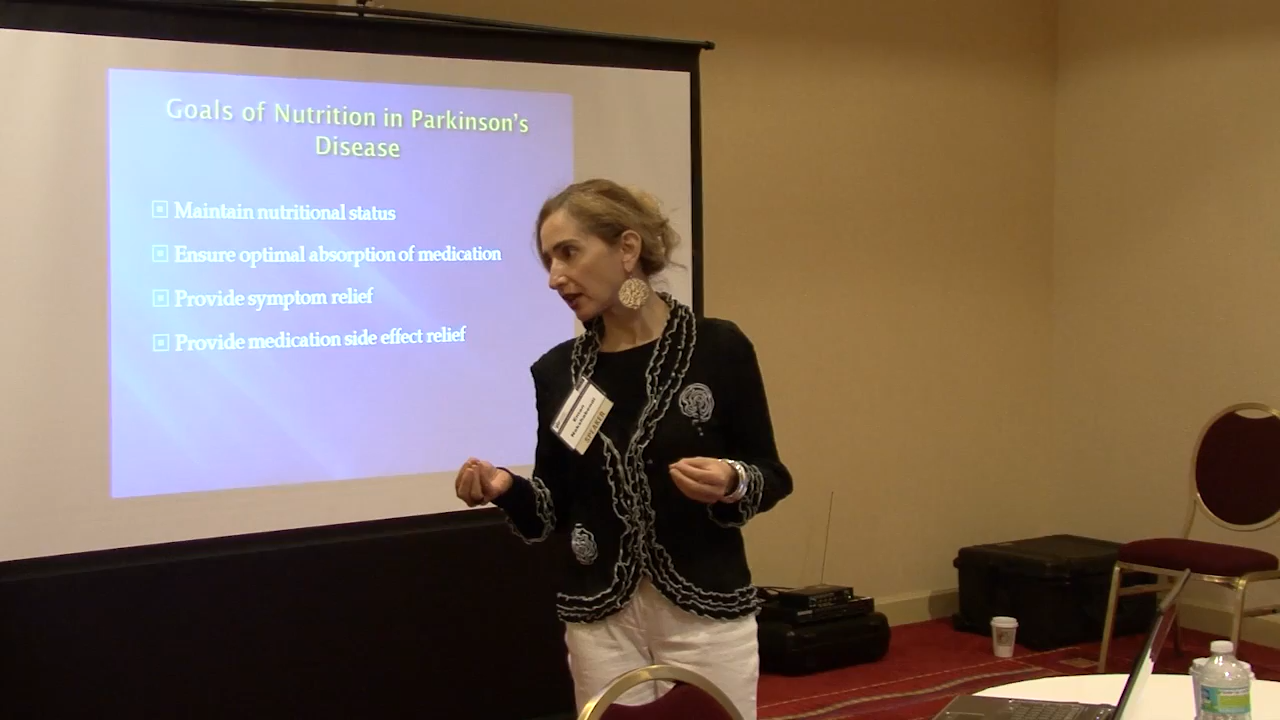 Goals of Nutrition in Parkinson's
Disease
Maintain nutritional status
Ensure optimal absorption of medication
Provide symptom relief
Provide medication side effect relief
SPEAKER